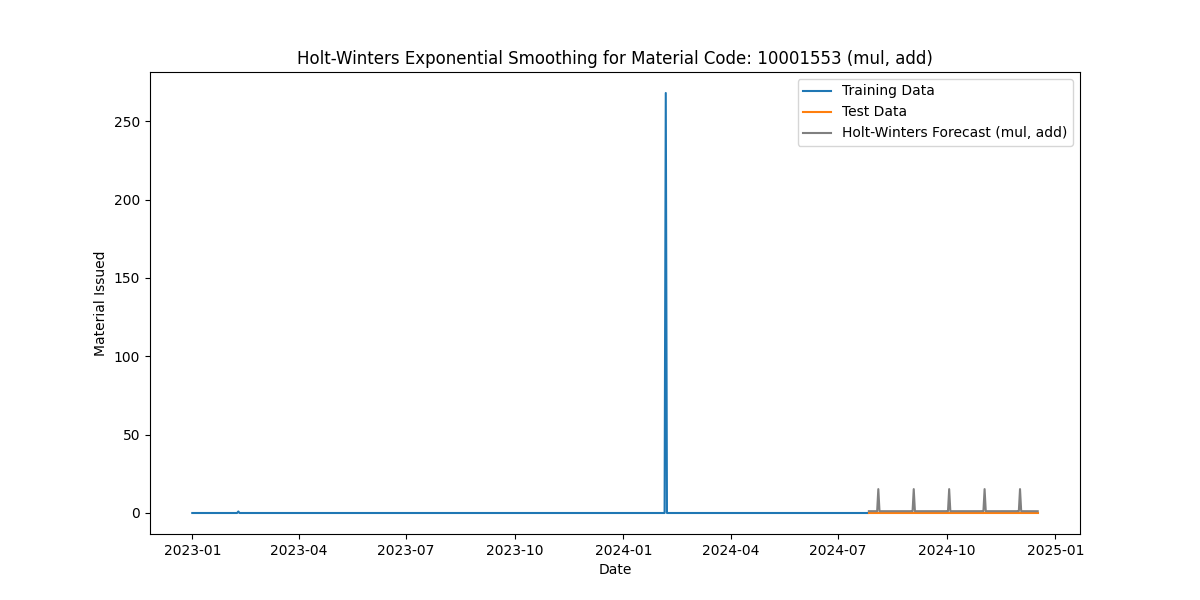 Holt-Winters Exponential Smoothing for Material Code: 10001553 (mul, add)
Training Data
Test Data
Holt-Winters Forecast (mul, add)
Material Issued
250
200
150
100
50
0
2023-01 2023-04 2023-07 2023-10 2024-01 2024-04 2024-07 2024-10 2025-01
Date